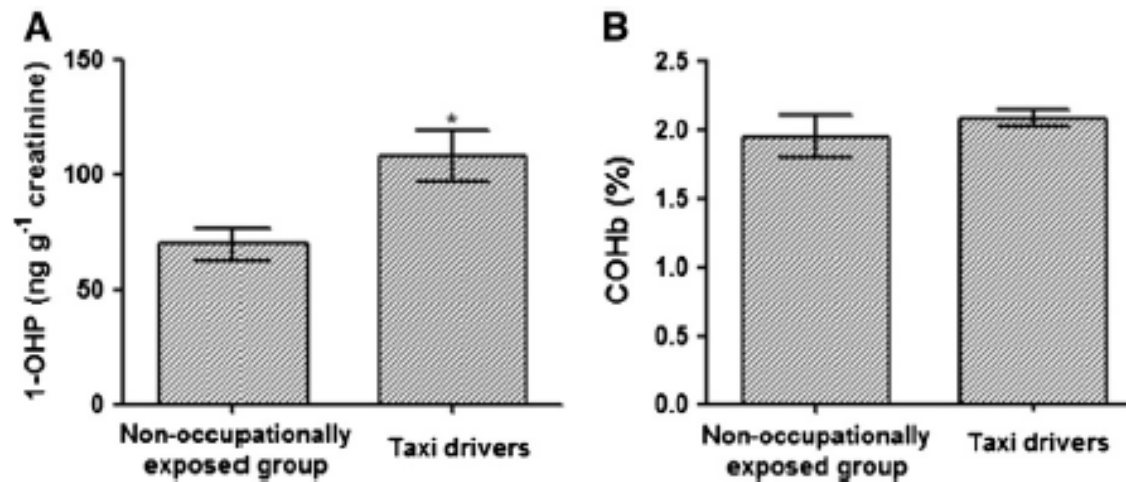 A
1-OHP (ng g⁻¹ creatinine)
150
100
50
0
*
Non-occupationally
exposed group
Taxi drivers
B
COHb (%)
2.5
2.0
1.5
1.0
0.5
0.0
Non-occupationally
exposed group
Taxi drivers